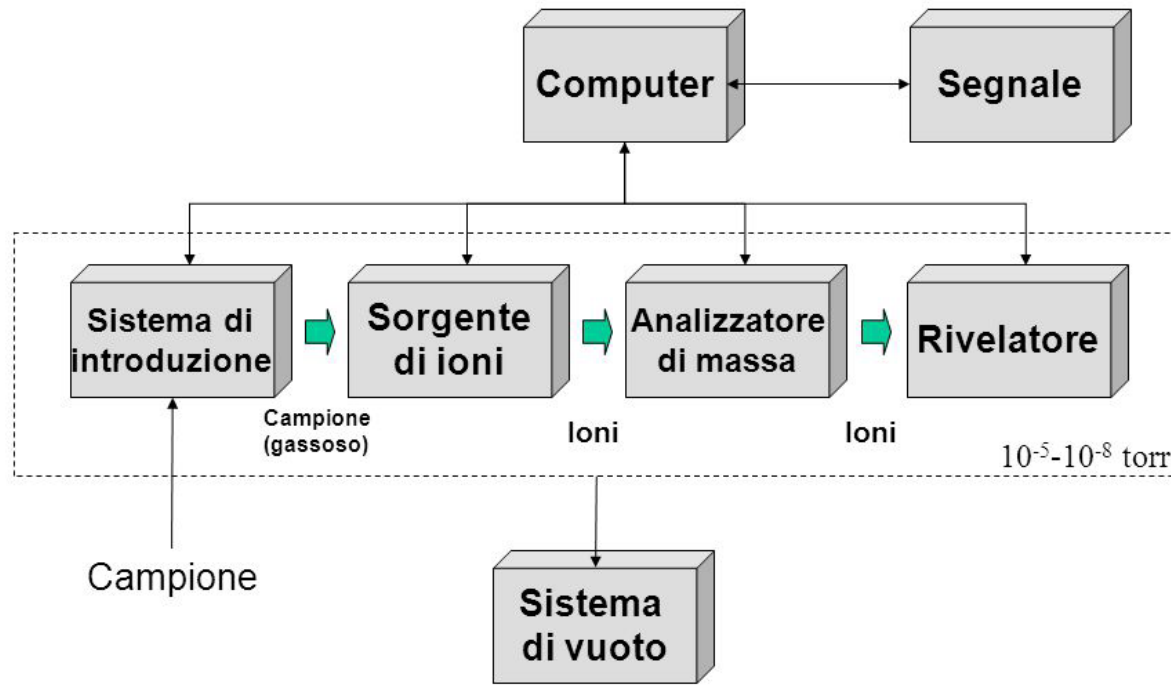 Computer
Segnale
Sistema di
introduzione
Sorgente
di ioni
Analizzatore
di massa
Rivelatore
Campione
(gassoso)
Ioni
Ioni
10⁻⁵-10⁻⁸ torr
Campione
Sistema
di vuoto